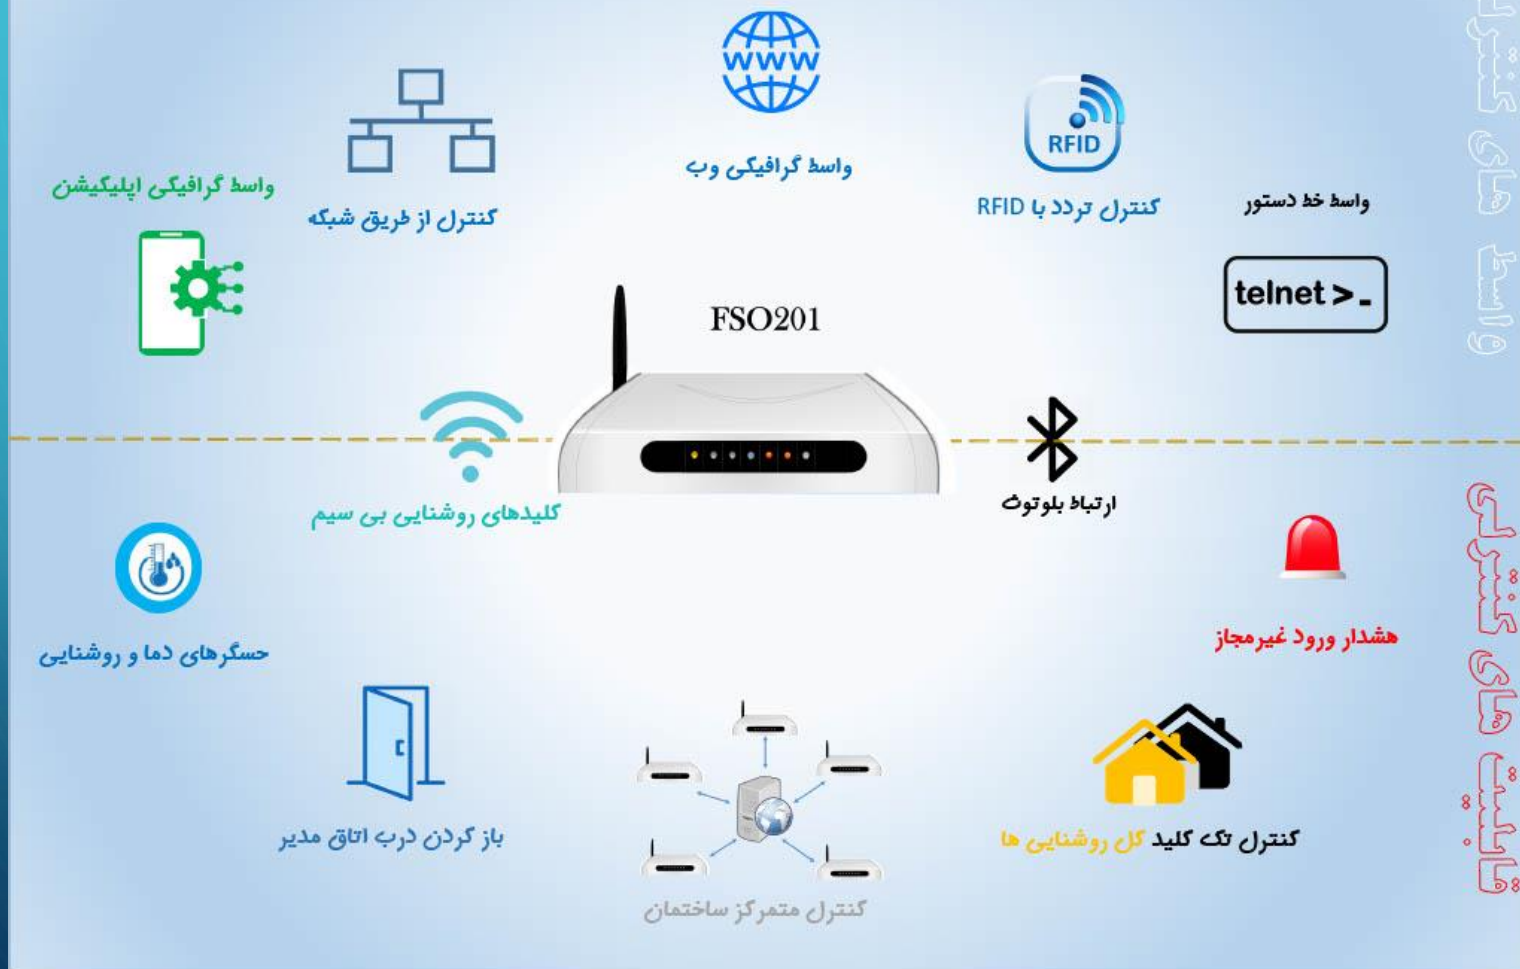 واسط های کنترلی
www
واسط گرافیکی وب
RFID
کنترل تردد با RFID
واسط خط دستور
telnet >_
کنترل از طریق شبکه
واسط گرافیگی اپلیکیشن
FSO201
ارتباط بلوتوث
کلیدهای روشنایی بی سیم
قابلیت های کنترلی
هشدار ورود غیرمجاز
حسگرهای دما و روشنایی
کنترل تک کلید کل روشنایی ها
باز کردن درب اتاق مدیر
کنترل متمرکز ساختمان